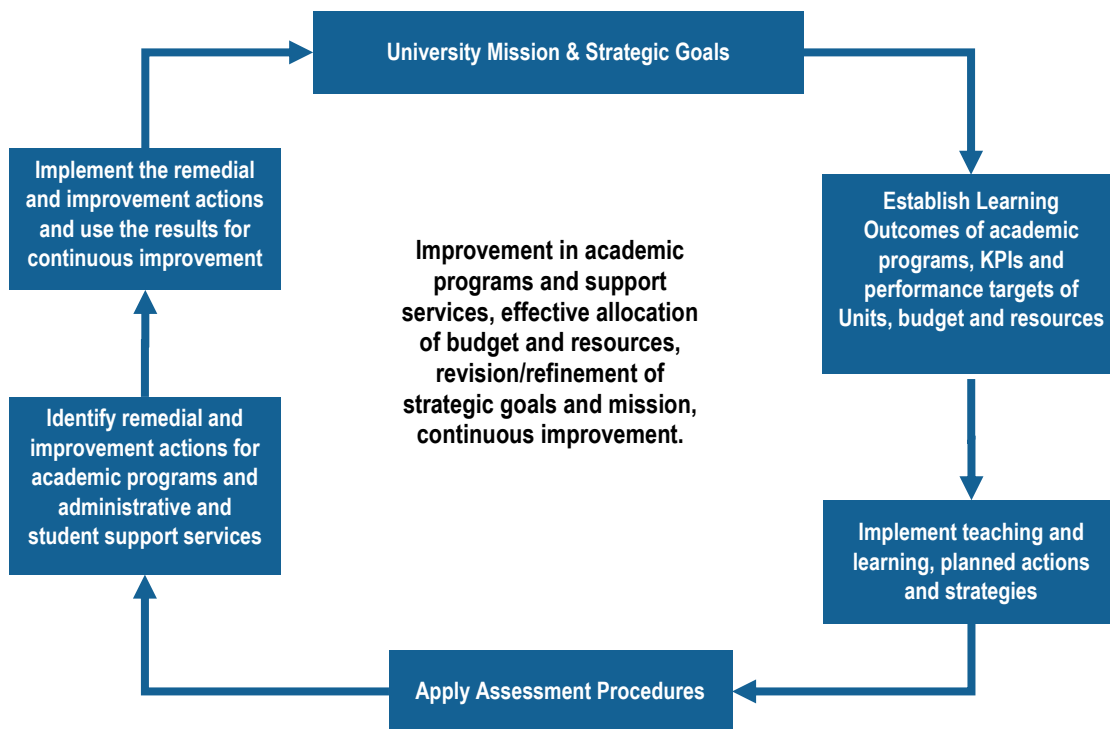 University Mission & Strategic Goals
Establish Learning
Outcomes of academic
programs, KPIs and
performance targets of
Units, budget and resources
Implement teaching and
learning, planned actions
and strategies
Apply Assessment Procedures
Identify remedial and
improvement actions for
academic programs and
administrative and
student support services
Implement the remedial
and improvement actions
and use the results for
continuous improvement
Improvement in academic
programs and support
services, effective allocation
of budget and resources,
revision/refinement of
strategic goals and mission,
continuous improvement.